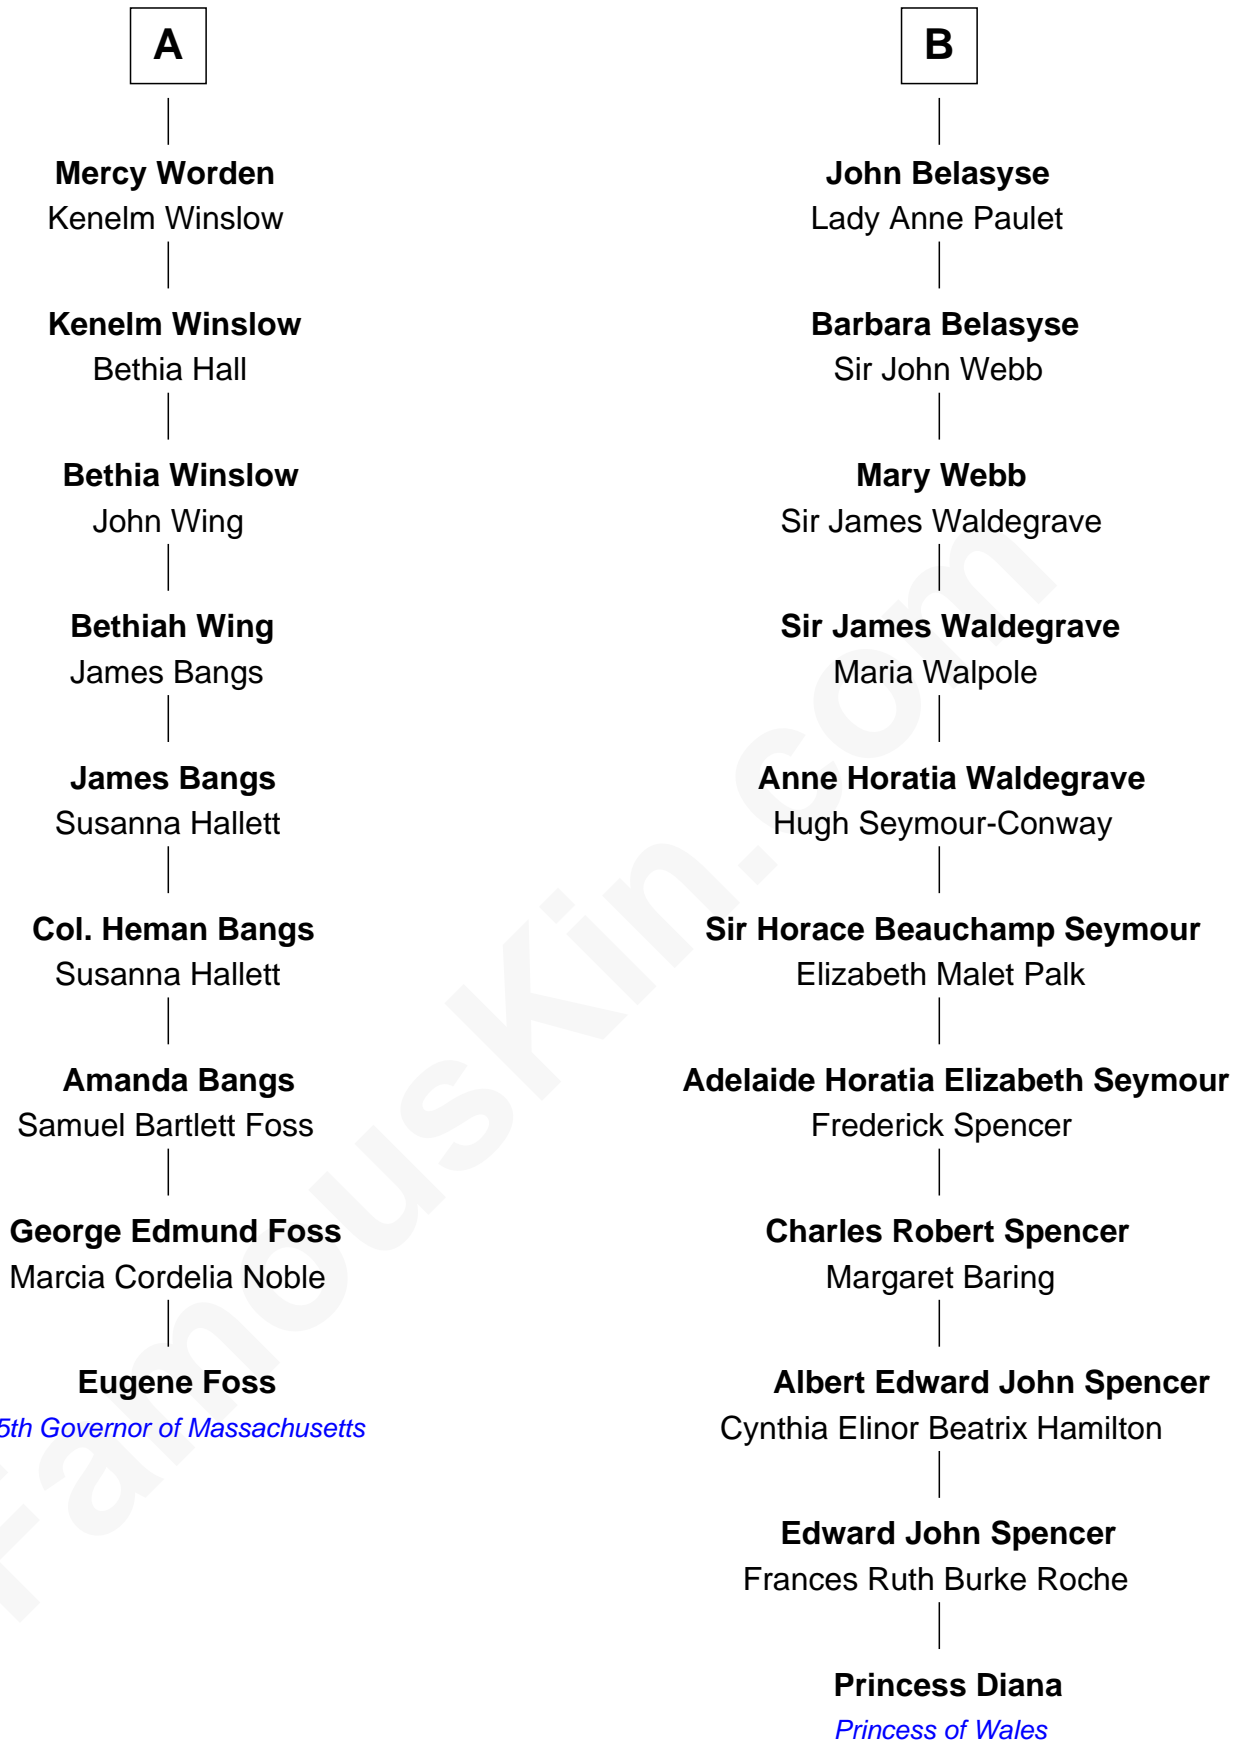 A
Mercy Worden
Kenelm Winslow
Kenelm Winslow
Bethia Hall
Bethia Winslow
John Wing
Bethiah Wing
James Bangs
James Bangs
Susanna Hallett
Col. Heman Bangs
Susanna Hallett
Amanda Bangs
Samuel Bartlett Foss
George Edmund Foss
Marcia Cordelia Noble
Eugene Foss
5th Governor of Massachusetts
B
John Belasyse
Lady Anne Paulet
Barbara Belasyse
Sir John Webb
Mary Webb
Sir James Waldegrave
Sir James Waldegrave
Maria Walpole
Anne Horatia Waldegrave
Hugh Seymour-Conway
Sir Horace Beauchamp Seymour
Elizabeth Malet Palk
Adelaide Horatia Elizabeth Seymour
Frederick Spencer
Charles Robert Spencer
Margaret Baring
Albert Edward John Spencer
Cynthia Elinor Beatrix Hamilton
Edward John Spencer
Frances Ruth Burke Roche
Princess Diana
Princess of Wales
FamousKin.com